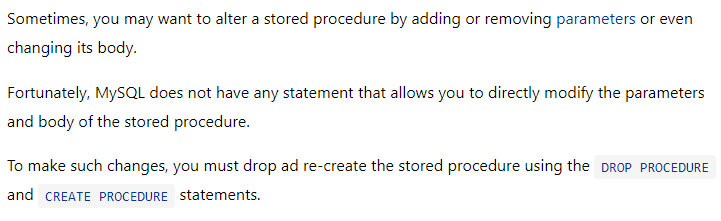 Sometimes, you may want to alter a stored procedure by adding or removing parameters or even
changing its body.
Fortunately, MySQL does not have any statement that allows you to directly modify the parameters
and body of the stored procedure.
To make such changes, you must drop ad re-create the stored procedure using the DROP PROCEDURE
and CREATE PROCEDURE statements.